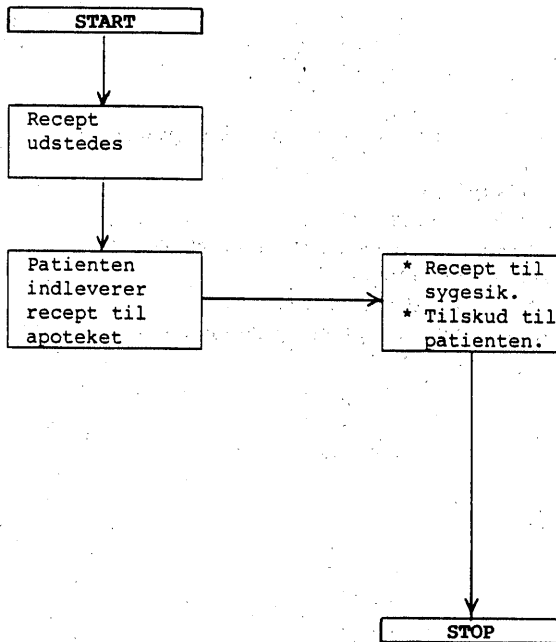 START
Recept
udstedes
Patienten
indleverer
recept til
apoteket
* Recept til
sygesik.
* Tilskud til
patienten.
STOP